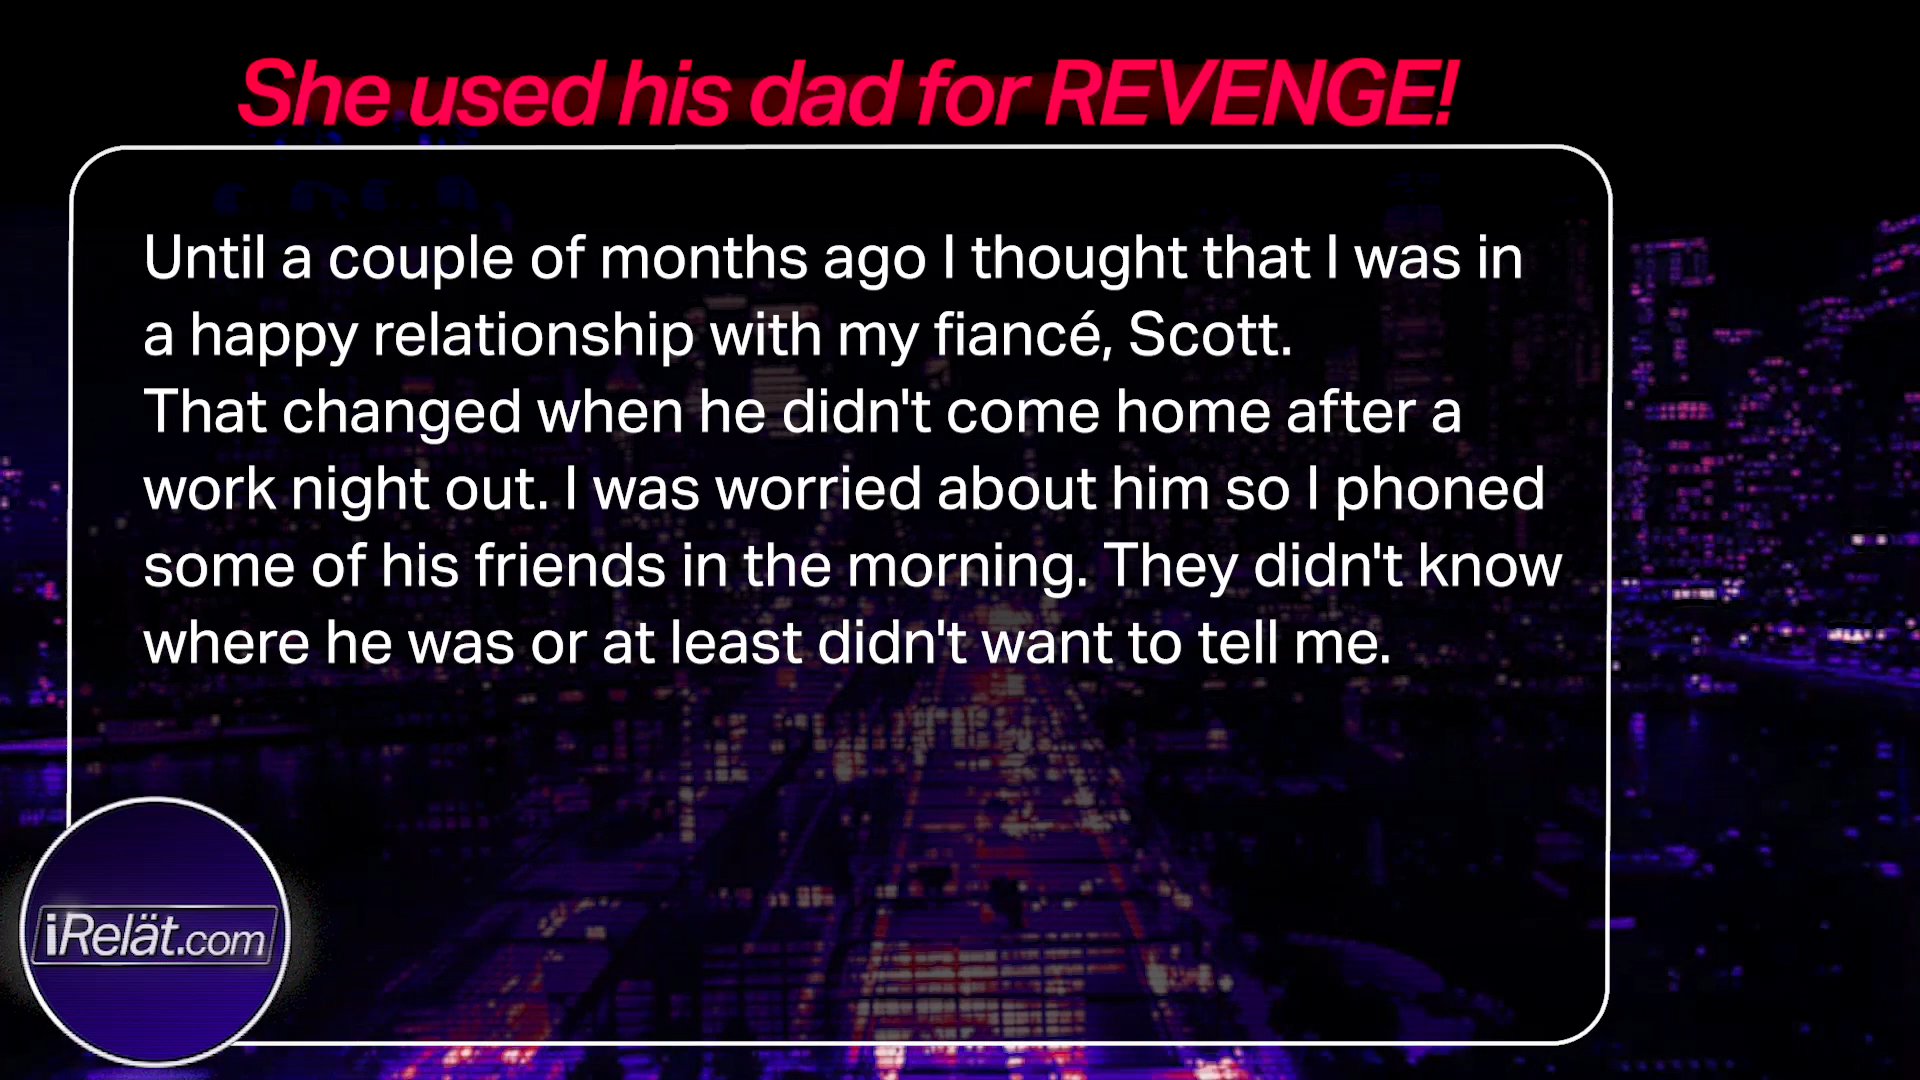 She used his dad for REVENGE!
Until a couple of months ago I thought that I was in
a happy relationship with my fiancé, Scott.
That changed when he didn't come home after a
work night out. I was worried about him so I phoned
some of his friends in the morning. They didn't know
where he was or at least didn't want to tell me.
iRelät.com